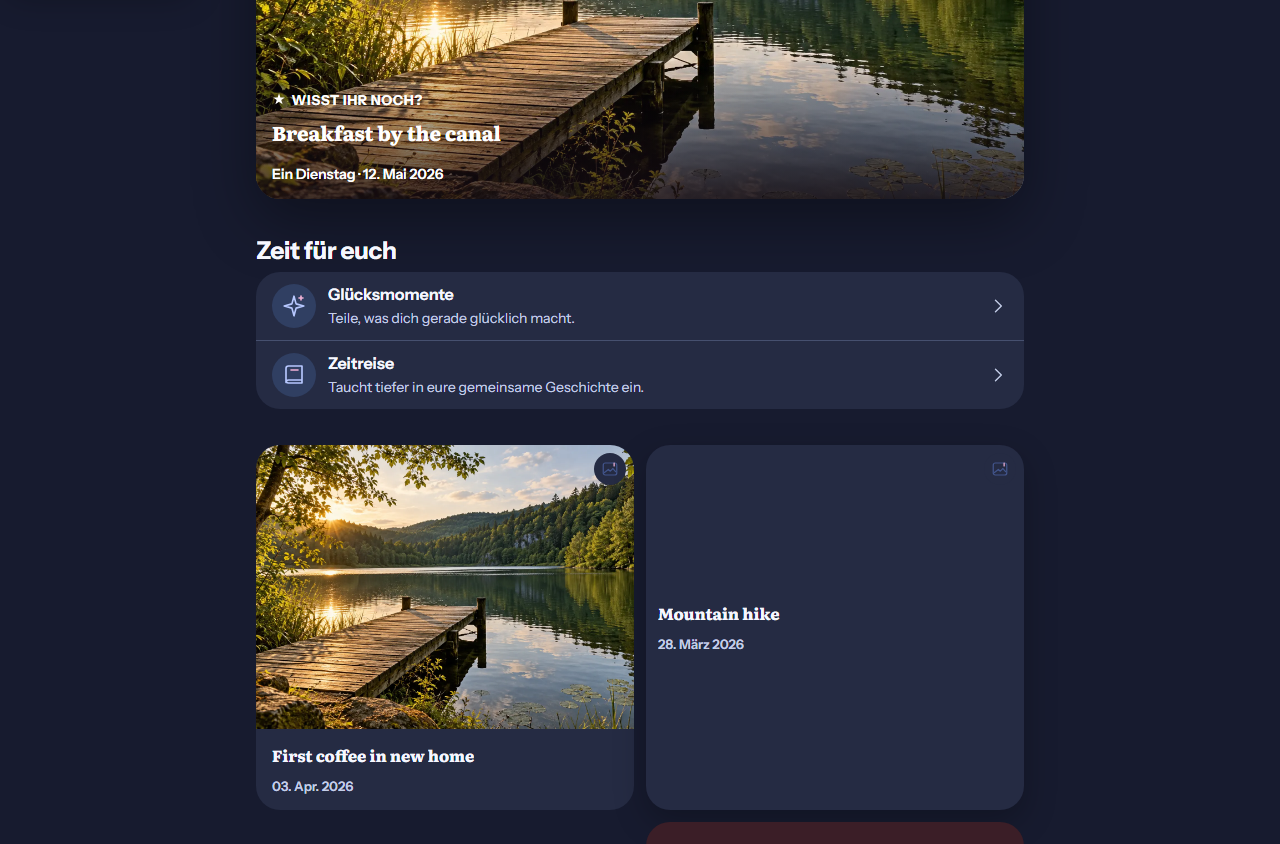 ★ WISST IHR NOCH?
Breakfast by the canal
Ein Dienstag · 12. Mai 2026
Zeit für euch
Glücksmomente
Teile, was dich gerade glücklich macht.
Zeitreise
Taucht tiefer in eure gemeinsame Geschichte ein.
First coffee in new home
03. Apr. 2026
Mountain hike
28. März 2026